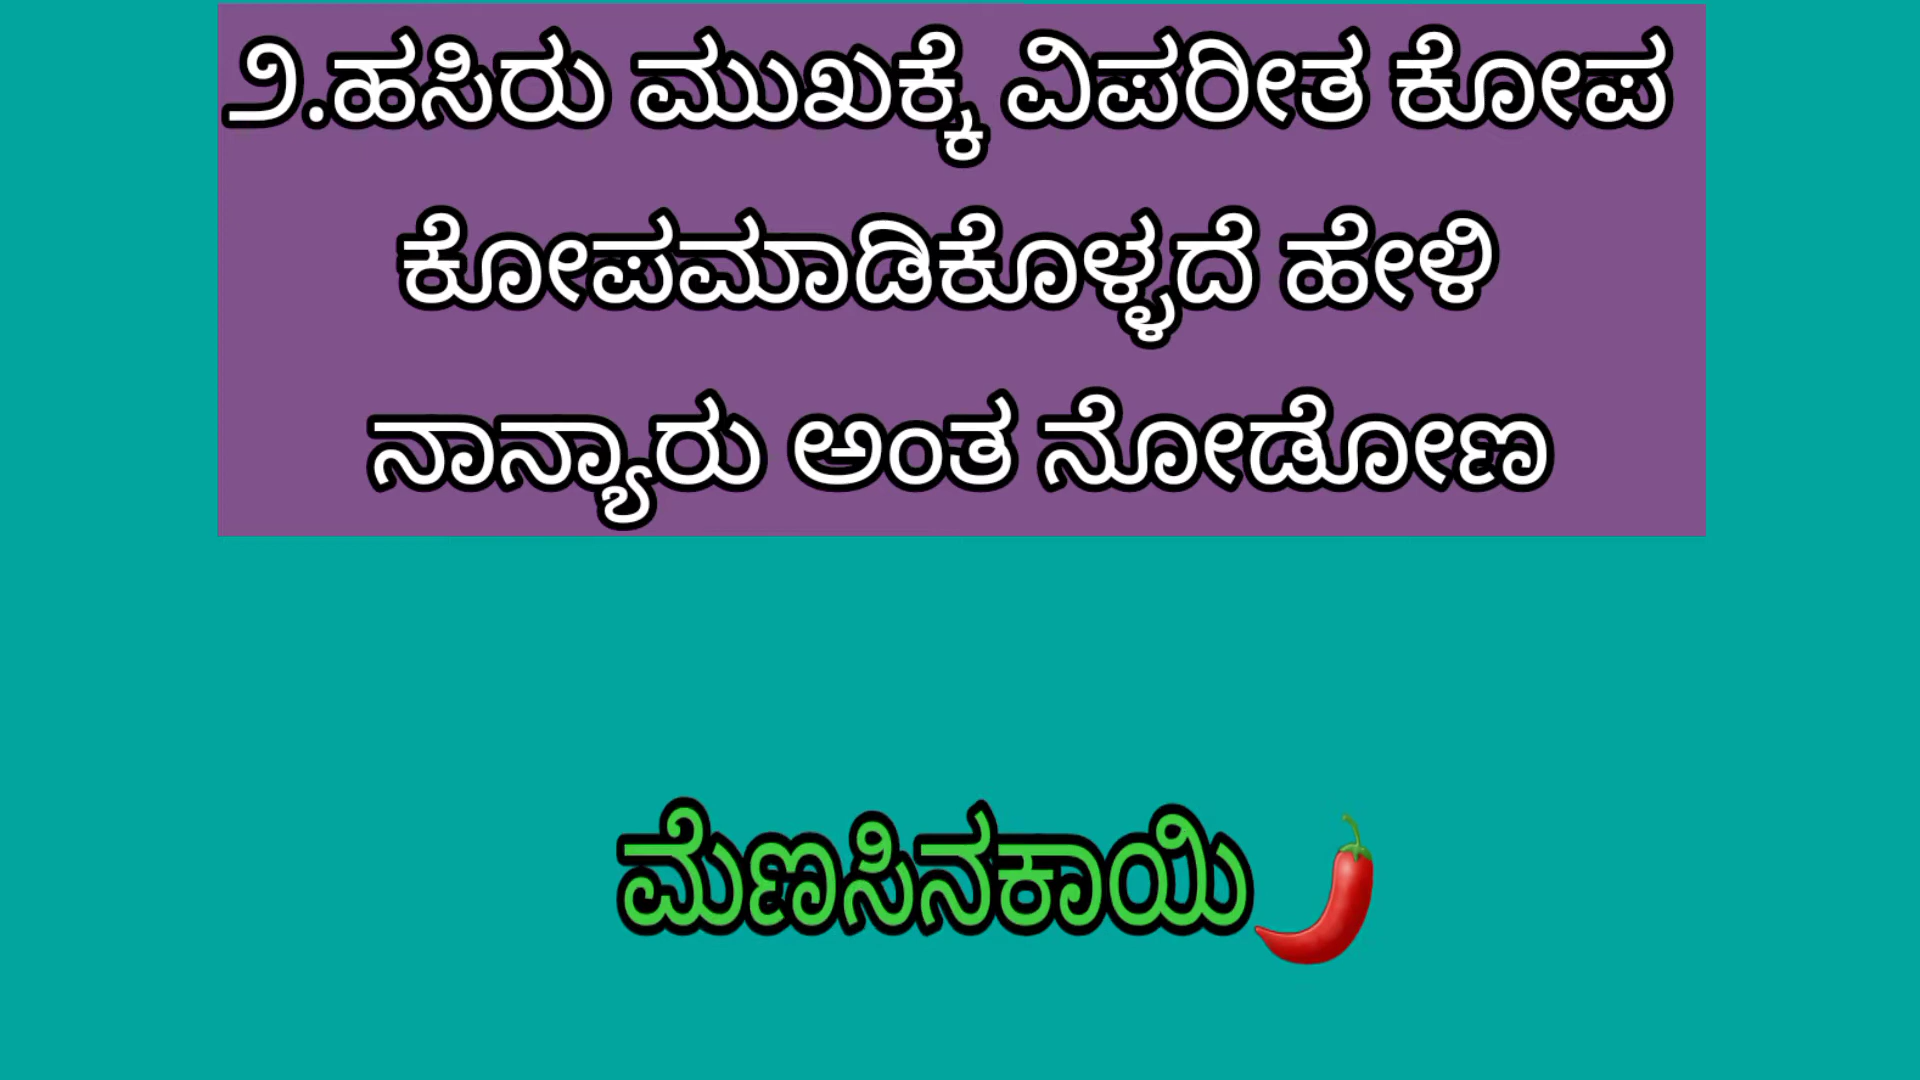 ೨.ಹಸಿರು ಮುಖಕ್ಕೆ ವಿಪರೀತ ಕೋಪ
ಕೋಪಮಾಡಿಕೊಳ್ಳದೆ ಹೇಳಿ
ನಾನ್ಯಾರು ಅಂತ ನೋಡೋಣ
ಮೆಣಸಿನಕಾಯಿ